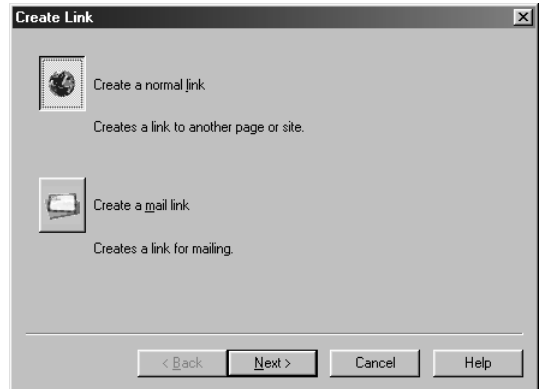 Create Link
Create a normal link
Creates a link to another page or site.
Create a mail link
Creates a link for mailing.
< Back
Next >
Cancel
Help